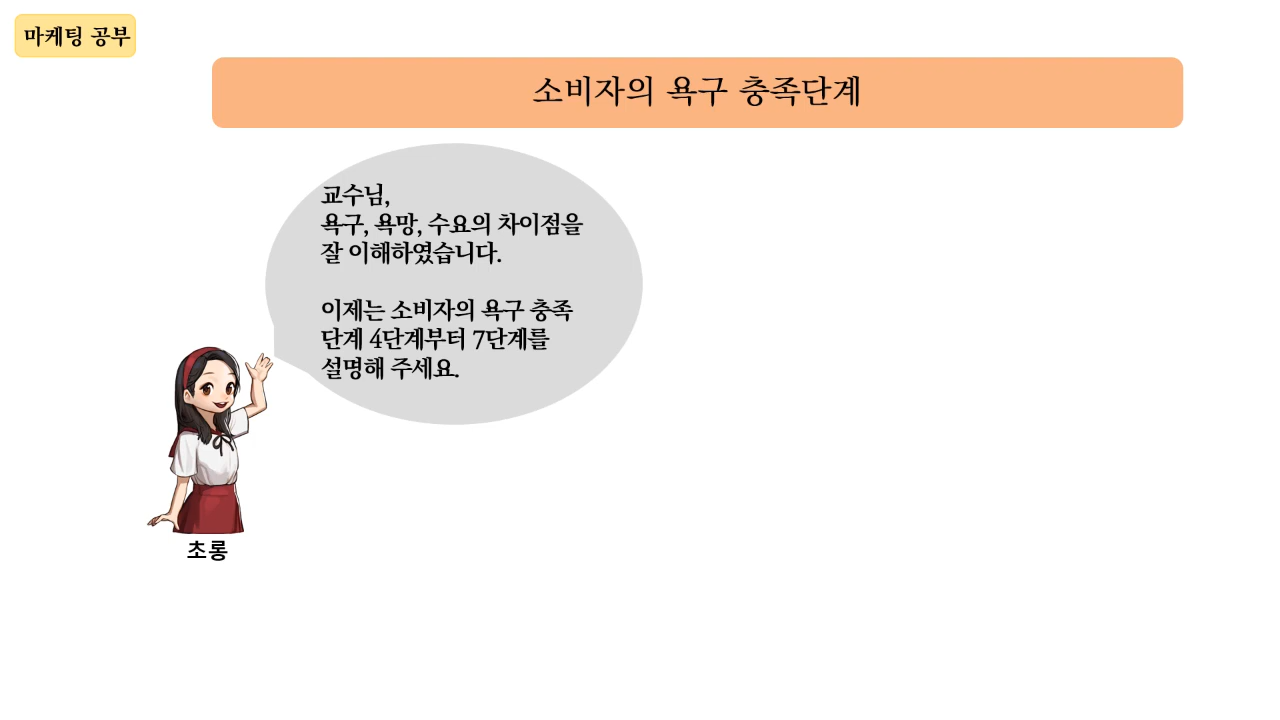 마케팅 공부
소비자의 욕구 충족단계
교수님,
욕구, 욕망, 수요의 차이점을
잘 이해하였습니다.
이제는 소비자의 욕구 충족
단계 4단계부터 7단계를
설명해 주세요.
초롱